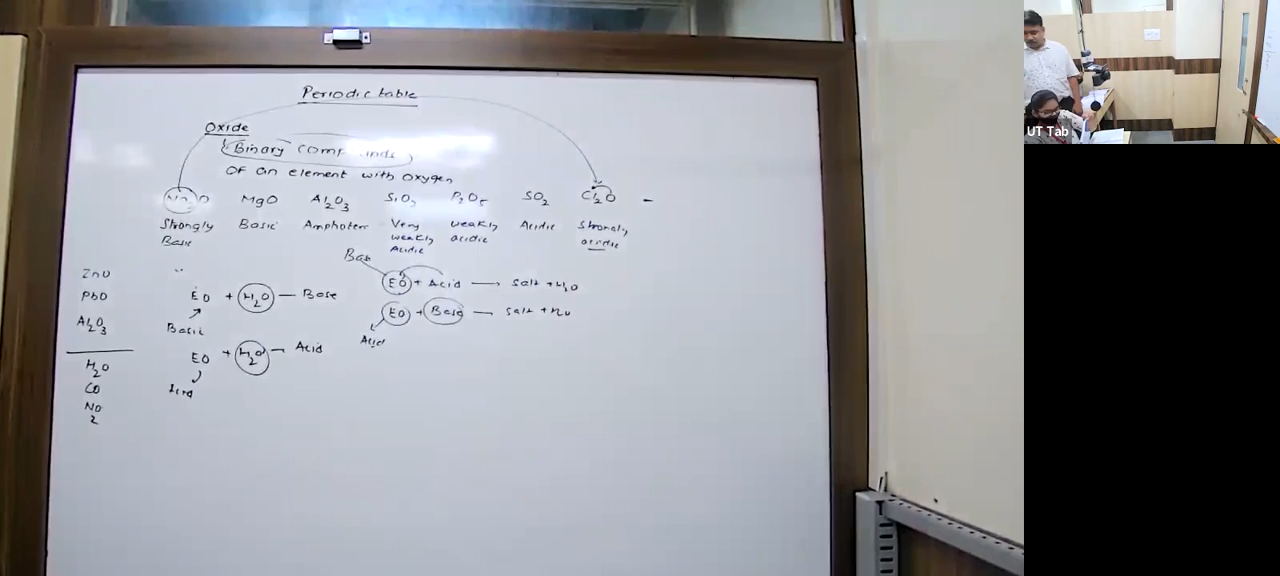 Periodic table
Oxide
Binary compounds
OF an element with oxygen
Na2O MgO Al2O3 SiO2 P2O5 SO2 Cl2O -
Strongly Basic Amphoteric Very weakly Acidic Strongly
Basic weakly acidic acidic
Acidic
Base
ZnO
EO + Acid → Salt + H2O
PbO EO + H2O — Base
EO + Base → Salt + H2O
Al2O3 Basic
Acid
EO + H2O — Acid
H2O
CO Acid
NO
2
UT Tab